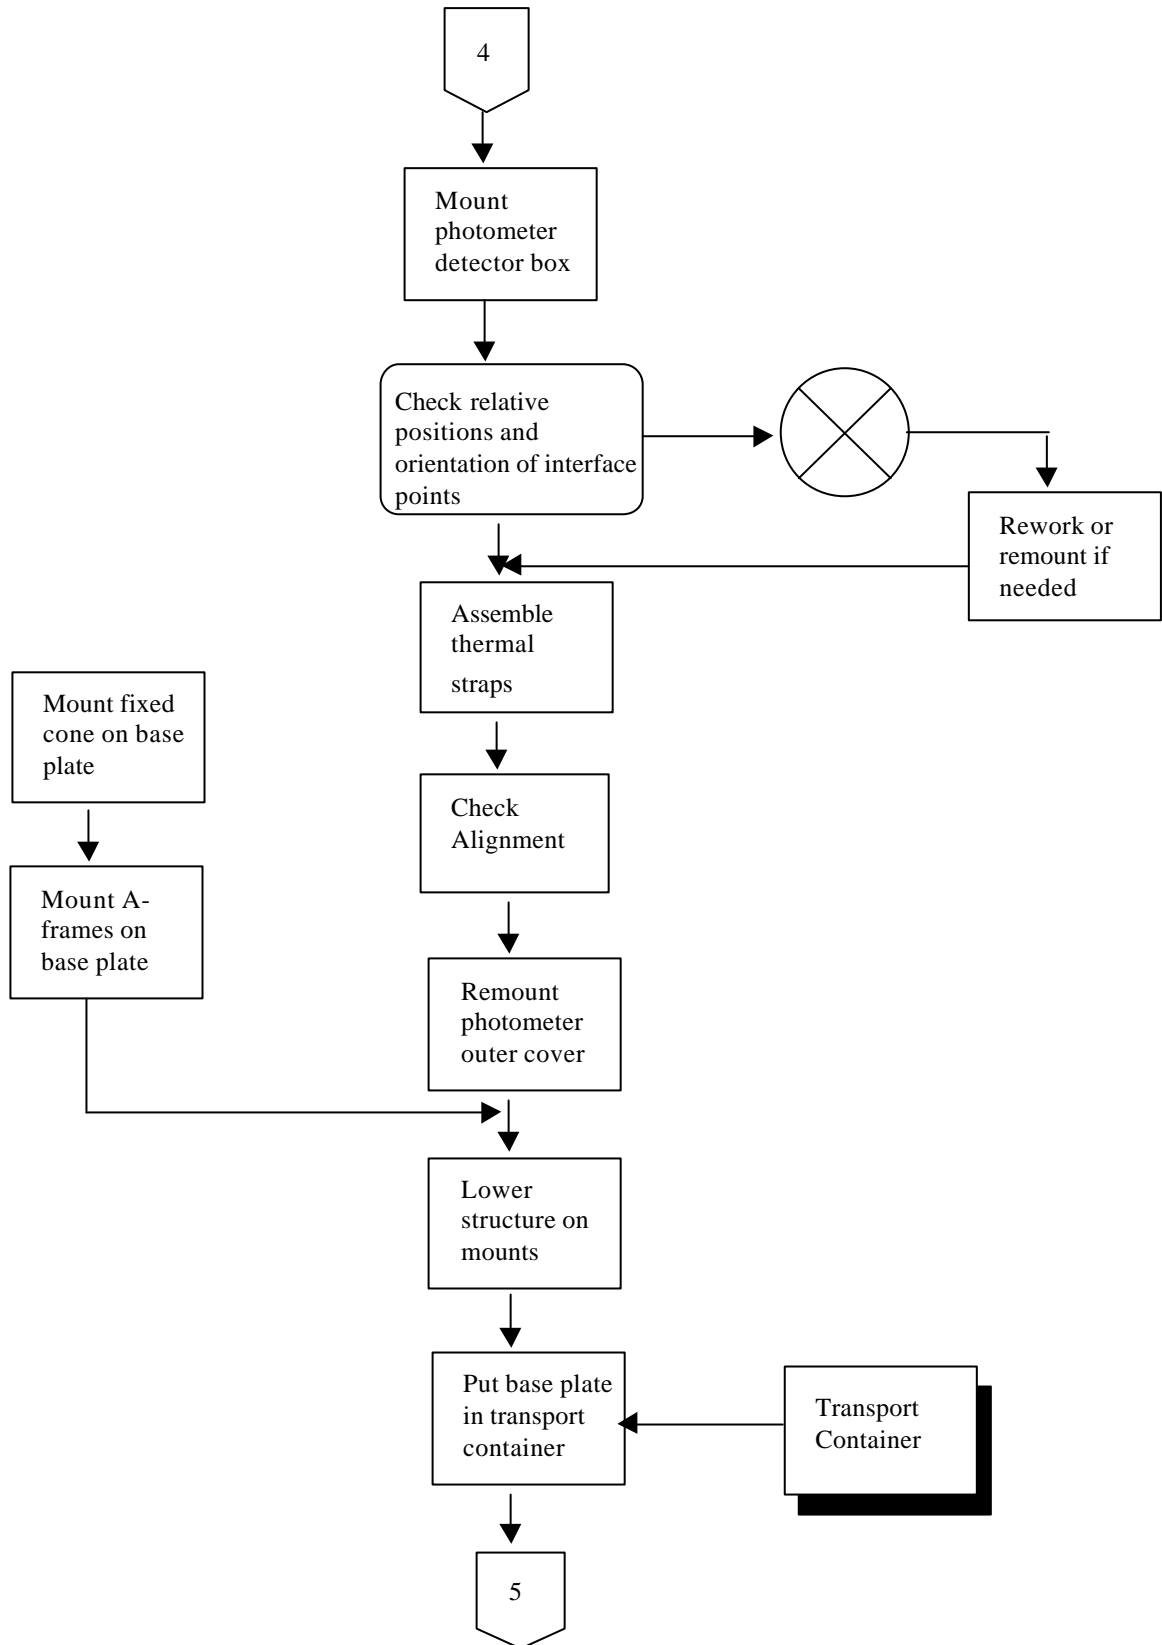 4
Mount
photometer
detector box
Check relative
positions and
orientation of interface
points
Rework or
remount if
needed
Assemble
thermal
straps
Mount fixed
cone on base
plate
Check
Alignment
Mount A-
frames on
base plate
Remount
photometer
outer cover
Lower
structure on
mounts
Put base plate
in transport
container
Transport
Container
5